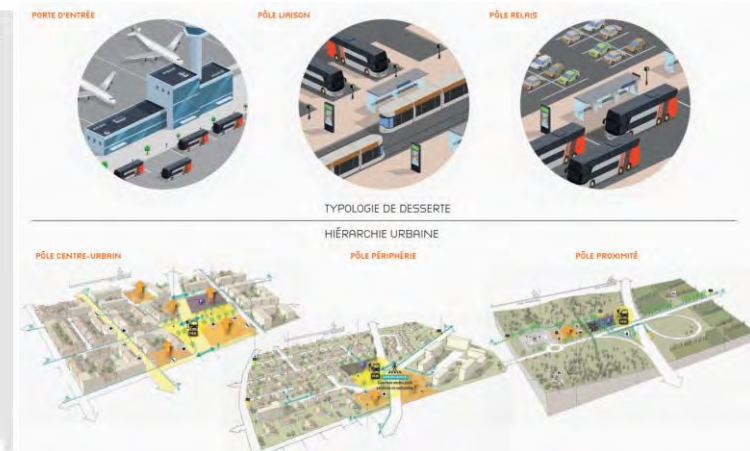 PORTE D'ENTRÉE
PÔLE LIAISON
PÔLE RELAIS
TYPOLOGIE DE DESSERTE
HIÉRARCHIE URBAINE
PÔLE CENTRE-URBAIN
PÔLE PÉRIPHÉRIE
PÔLE PROXIMITÉ